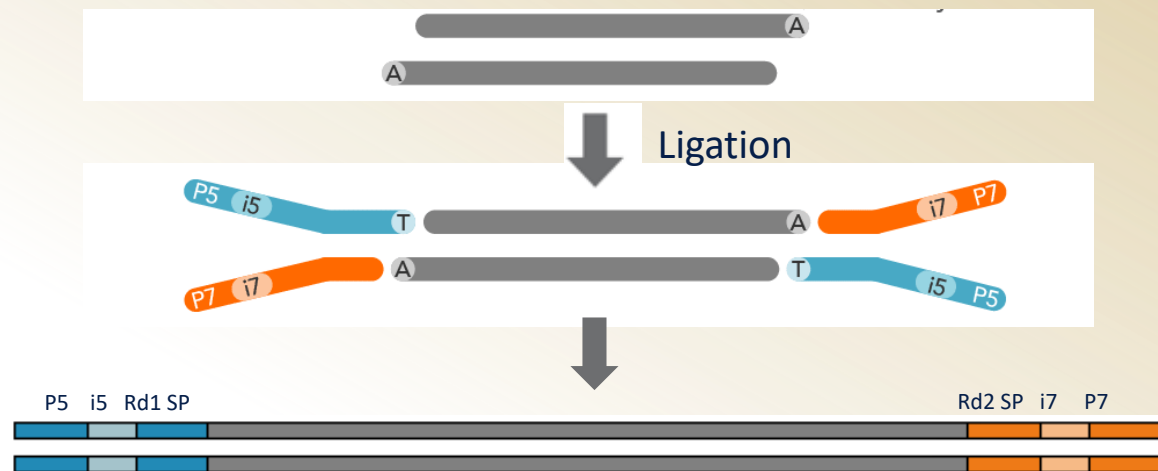 A
A
Ligation
P5 i5 T A i7 P7
P7 i7 A T i5 P5
P5 i5 Rd1 SP Rd2 SP i7 P7